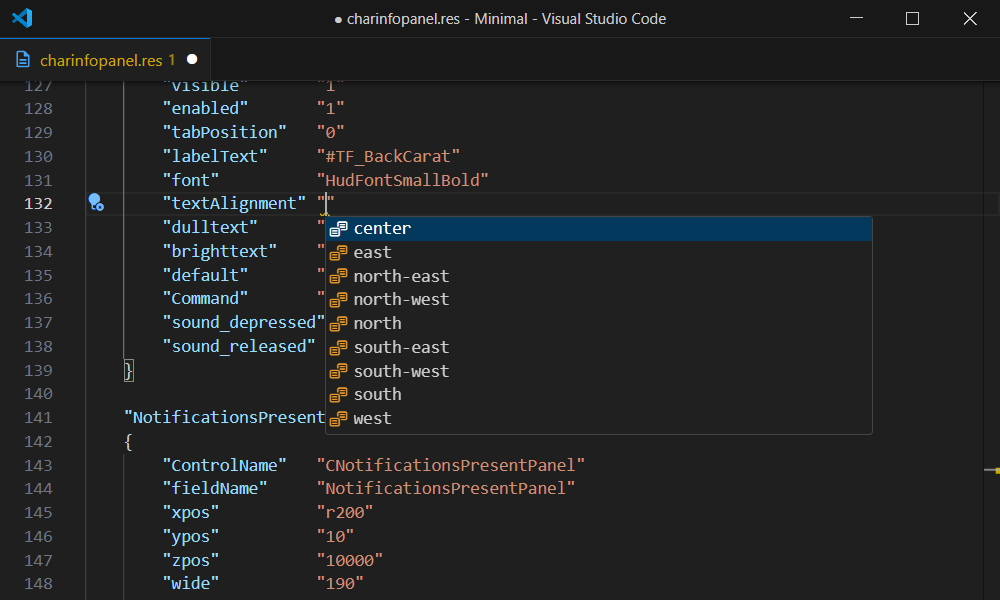 ● charinfopanel.res - Minimal - Visual Studio Code
charinfopanel.res 1 ●
127 "visible" "1"
128 "enabled" "1"
129 "tabPosition" "0"
130 "labelText" "#TF_BackCarat"
131 "font" "HudFontSmallBold"
132 "textAlignment" ""
133 "dulltext" "
center
134 "brighttext" "
east
135 "default" "
north-east
136 "Command" "
north-west
137 "sound_depressed"
north
138 "sound_released"
south-east
139 }
south-west
140
south
141 "NotificationsPresent
west
142 {
143 "ControlName" "CNotificationsPresentPanel"
144 "fieldName" "NotificationsPresentPanel"
145 "xpos" "r200"
146 "ypos" "10"
147 "zpos" "10000"
148 "wide" "190"